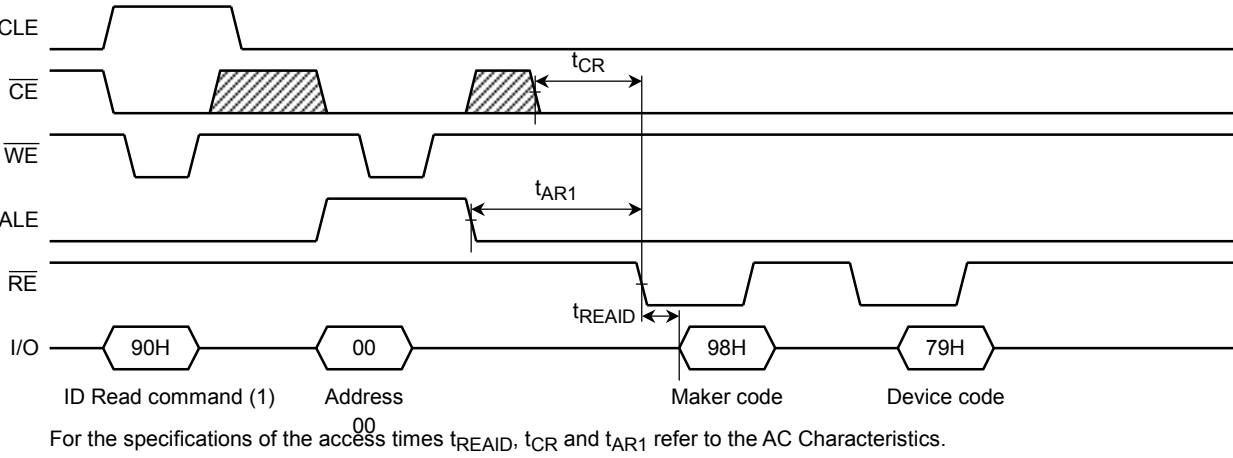 CLE
tCR
CE
WE
tAR1
ALE
RE
tREAID
I/O 90H 00 98H 79H
ID Read command (1) Address Maker code Device code
00
For the specifications of the access times tREAID, tCR and tAR1 refer to the AC Characteristics.